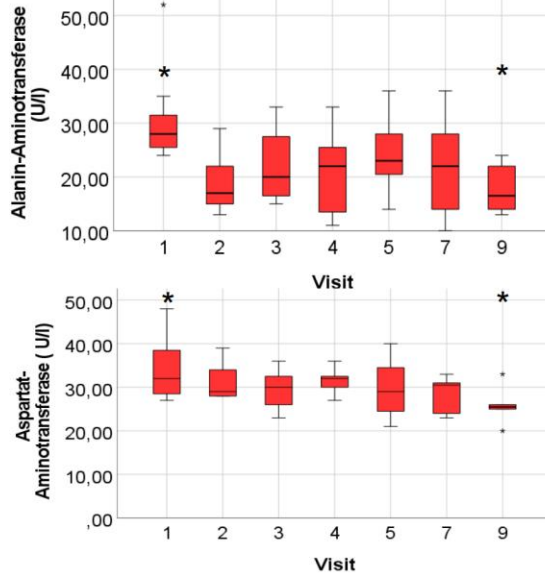 Alanin-Aminotransferase
(U/l)
50,00
40,00
30,00
20,00
10,00
*
*
*
1 2 3 4 5 7 9
Visit
Aspartat-
Aminotransferase ( U/l)
50,00
40,00
30,00
20,00
10,00
,00
*
*
*
*
1 2 3 4 5 7 9
Visit